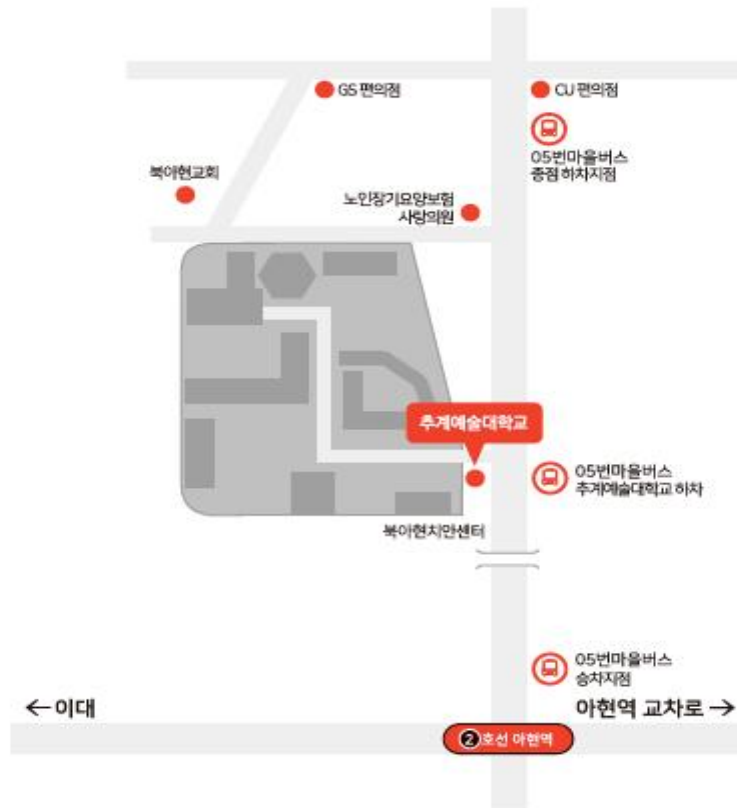 GS 편의점
CU 편의점
05번마을버스
종점 하차지점
북아현교회
노인장기요양보험
사랑의원
추계예술대학교
05번마을버스
추계예술대학교 하차
북아현치안센터
05번마을버스
승차지점
←이대
아현역 교차로→
2호선 아현역